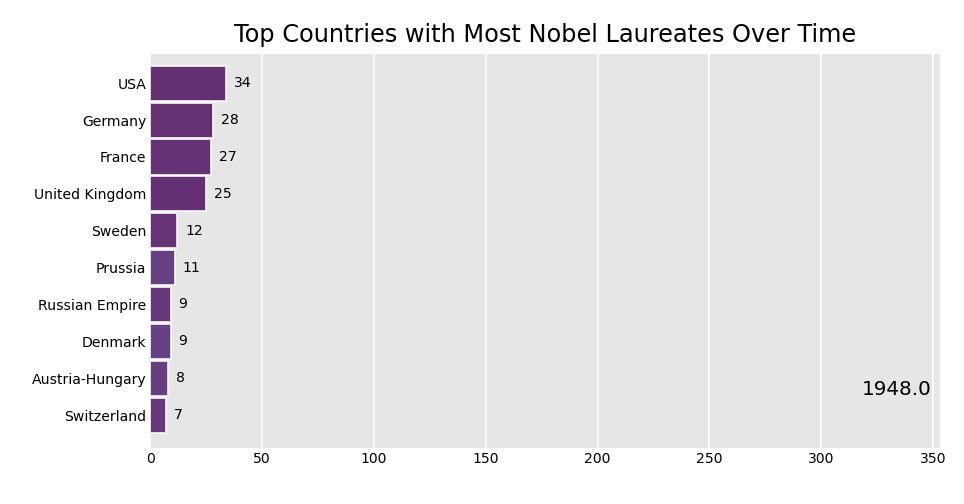 Top Countries with Most Nobel Laureates Over Time
USA 34
Germany 28
France 27
United Kingdom 25
Sweden 12
Prussia 11
Russian Empire 9
Denmark 9
Austria-Hungary 8
1948.0
Switzerland 7
0 50 100 150 200 250 300 350